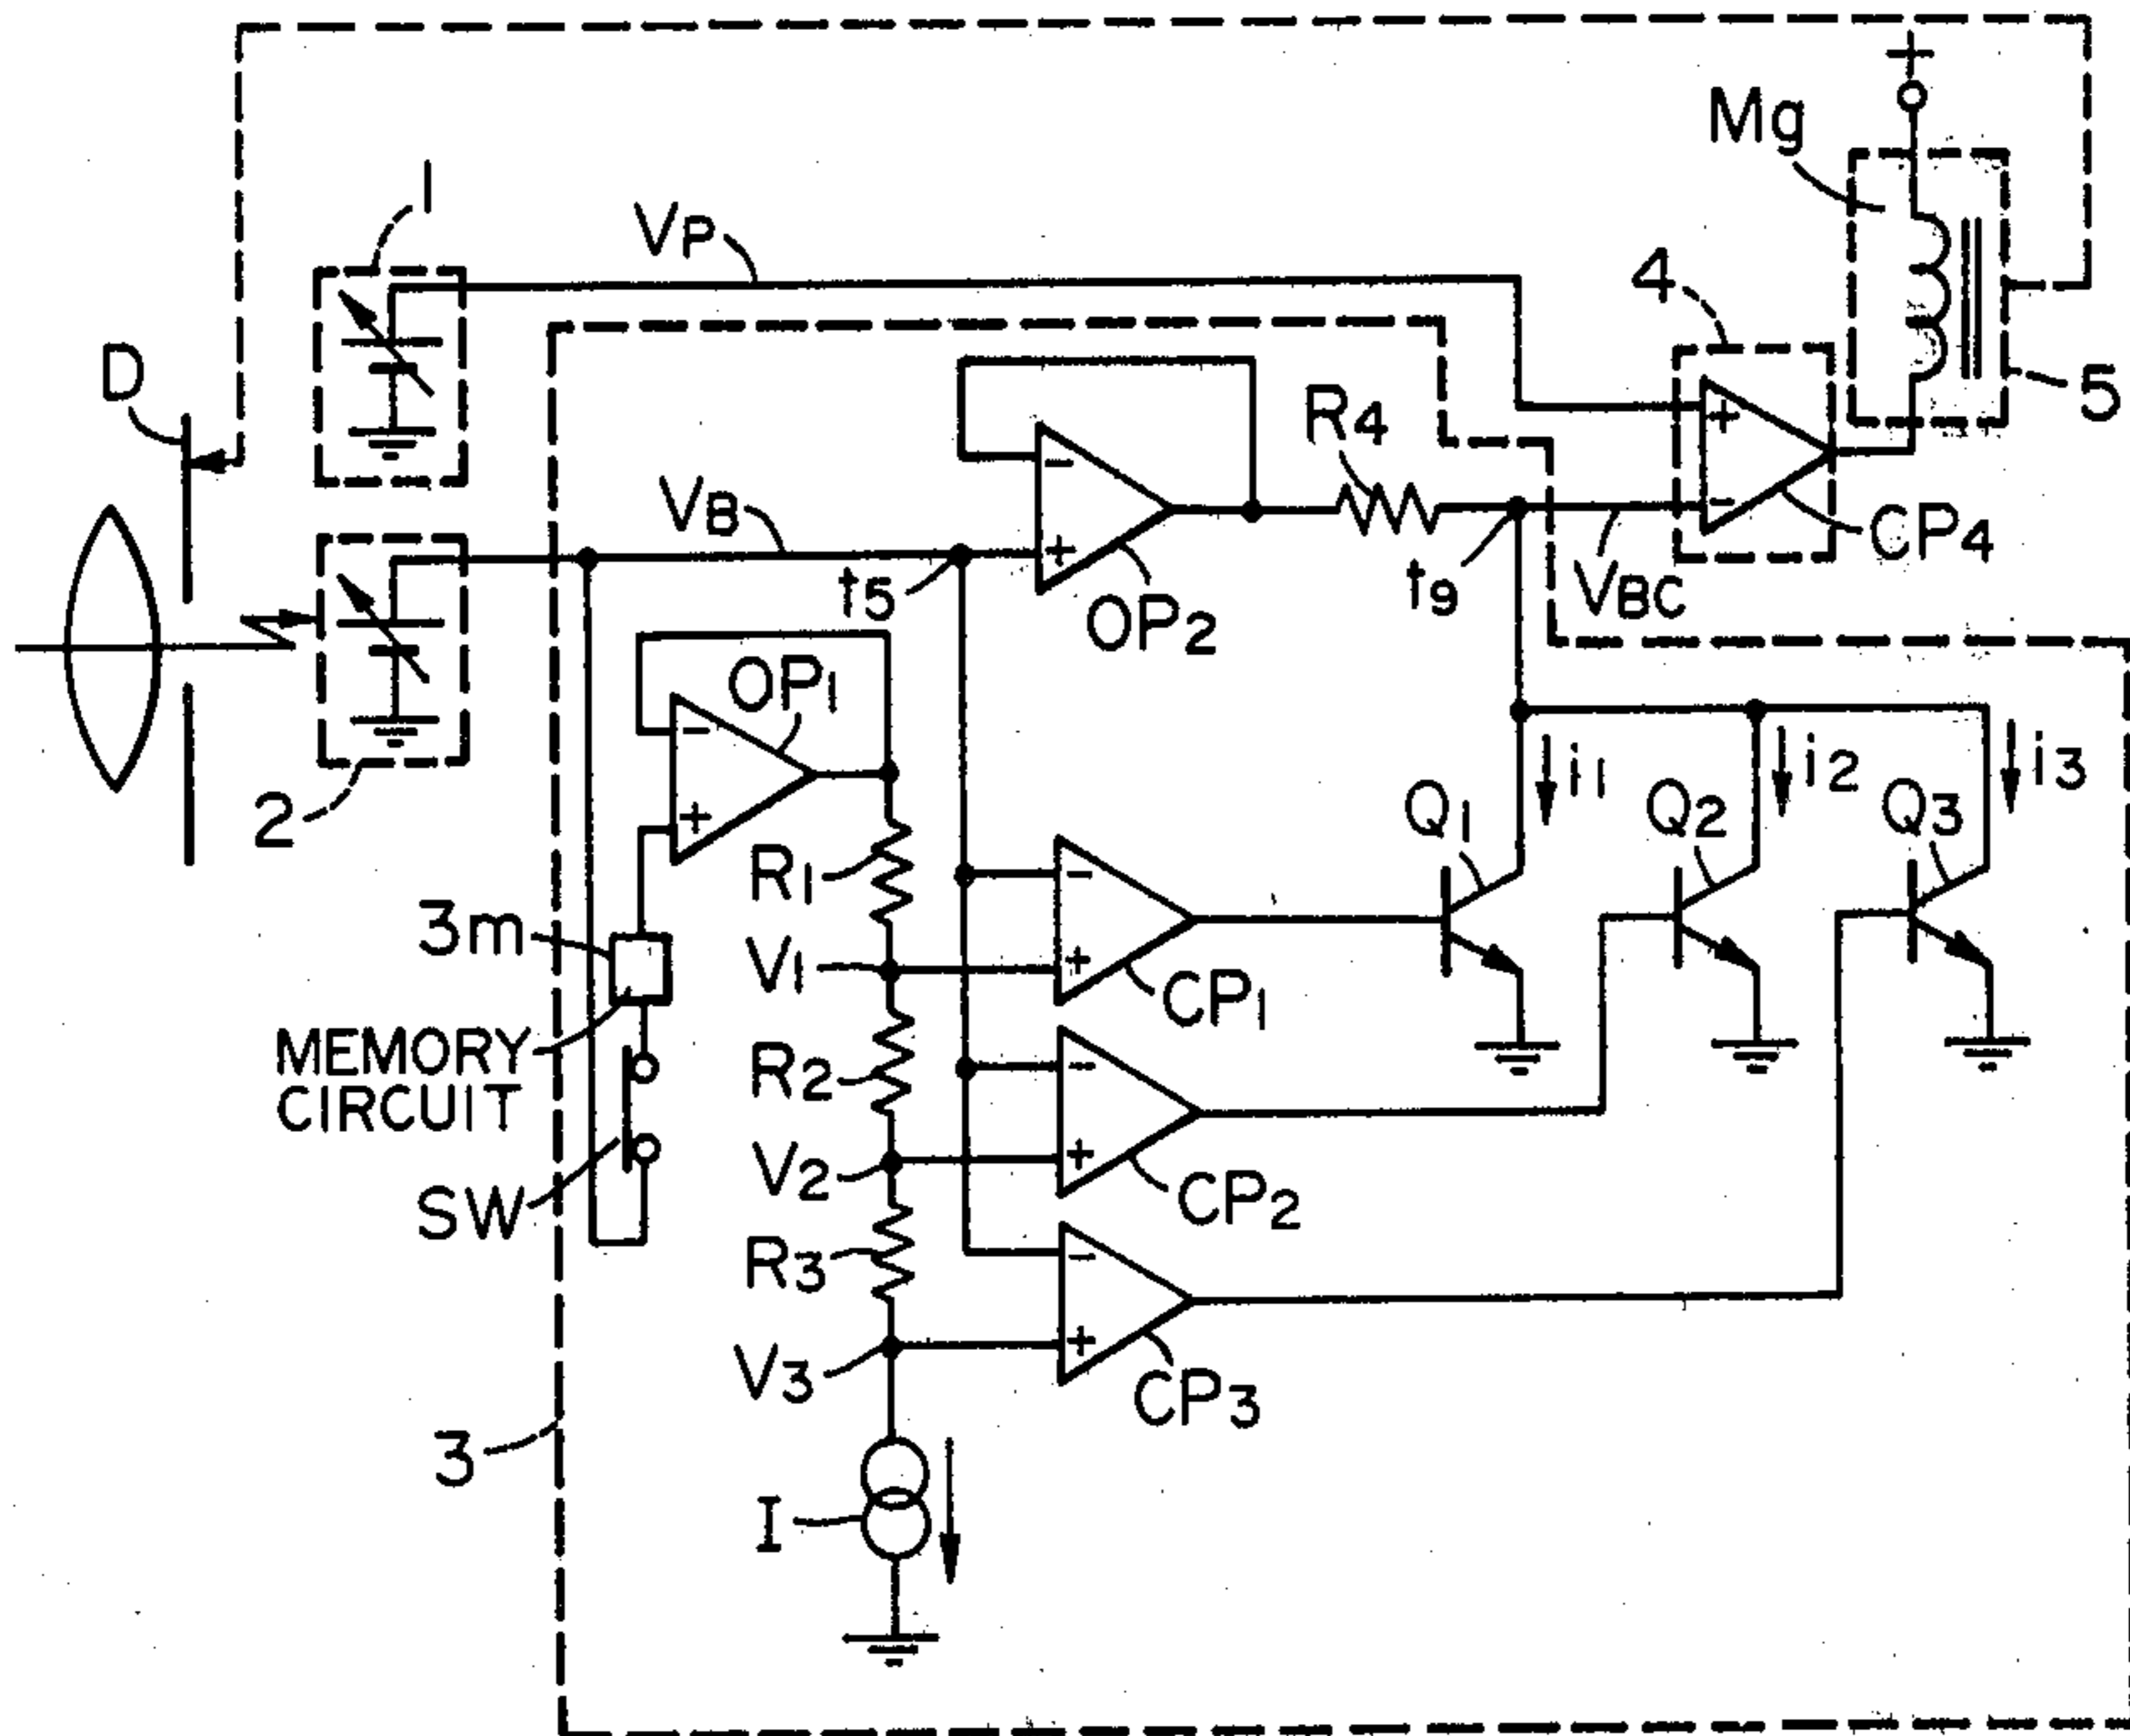 Mg
1
VP
4
D
5
R4
VB
CP4
t5
OP2
t9
VBC
OP1
i1
i2
i3
2
Q1
Q2
Q3
R1
3m
V1
CP1
MEMORY
CIRCUIT
R2
V2
CP2
SW
R3
V3
CP3
3
I